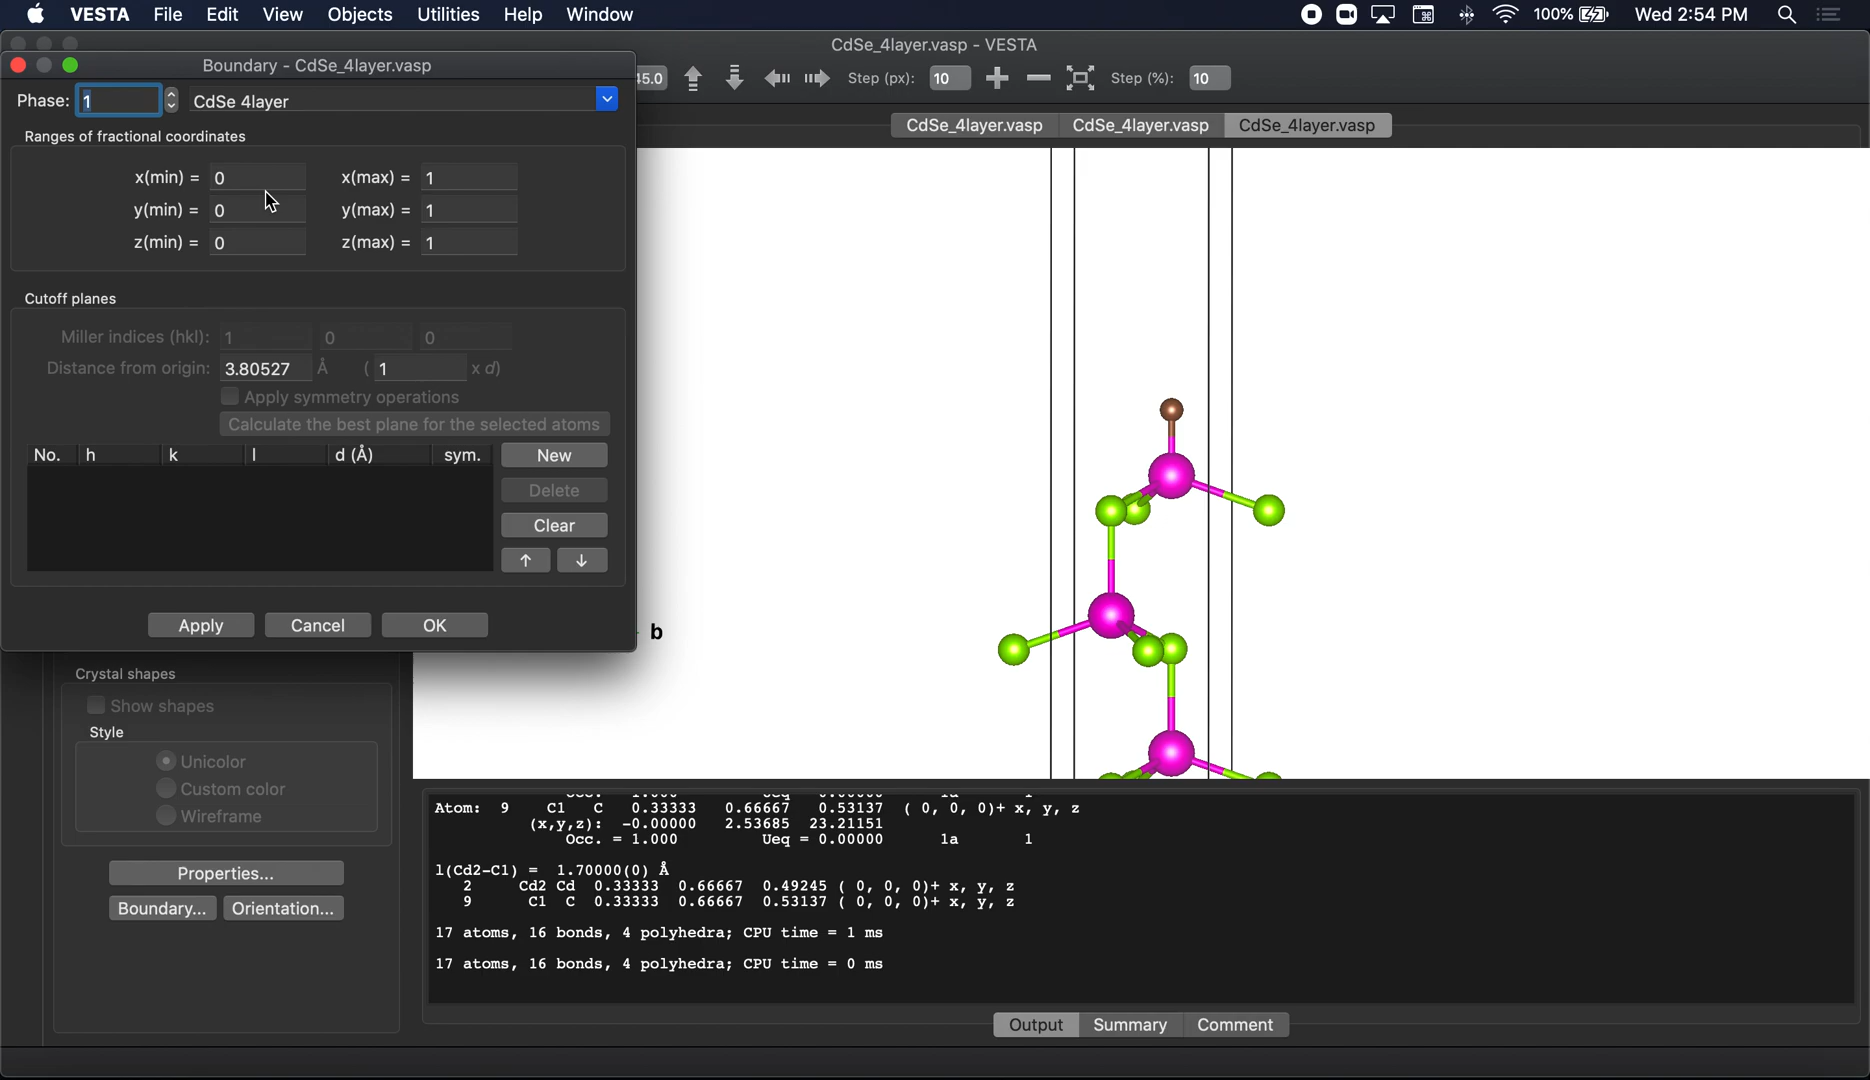 VESTA File Edit View Objects Utilities Help Window 100% Wed 2:54 PM
CdSe_4layer.vasp - VESTA
Boundary - CdSe_4layer.vasp
45.0 Step (px): 10 Step (%): 10
Phase: 1 CdSe 4layer
CdSe_4layer.vasp CdSe_4layer.vasp CdSe_4layer.vasp
Ranges of fractional coordinates
x(min) = 0 x(max) = 1
y(min) = 0 y(max) = 1
z(min) = 0 z(max) = 1
Cutoff planes
Miller indices (hkl): 1 0 0
Distance from origin: 3.80527 Å ( 1 x d)
Apply symmetry operations
Calculate the best plane for the selected atoms
No. h k l d (Å) sym.
New
Delete
Clear
↑ ↓
Apply Cancel OK
b
Crystal shapes
Show shapes
Style
Unicolor
Custom color
Wireframe
Properties...
Boundary... Orientation...
Atom: 9 C1 C 0.33333 0.66667 0.53137 ( 0, 0, 0)+ x, y, z
(x,y,z): -0.00000 2.53685 23.21151
Occ. = 1.000 Ueq = 0.00000 1a 1
l(Cd2-C1) = 1.70000(0) Å
2 Cd2 Cd 0.33333 0.66667 0.49245 ( 0, 0, 0)+ x, y, z
9 C1 C 0.33333 0.66667 0.53137 ( 0, 0, 0)+ x, y, z
17 atoms, 16 bonds, 4 polyhedra; CPU time = 1 ms
17 atoms, 16 bonds, 4 polyhedra; CPU time = 0 ms
Output Summary Comment